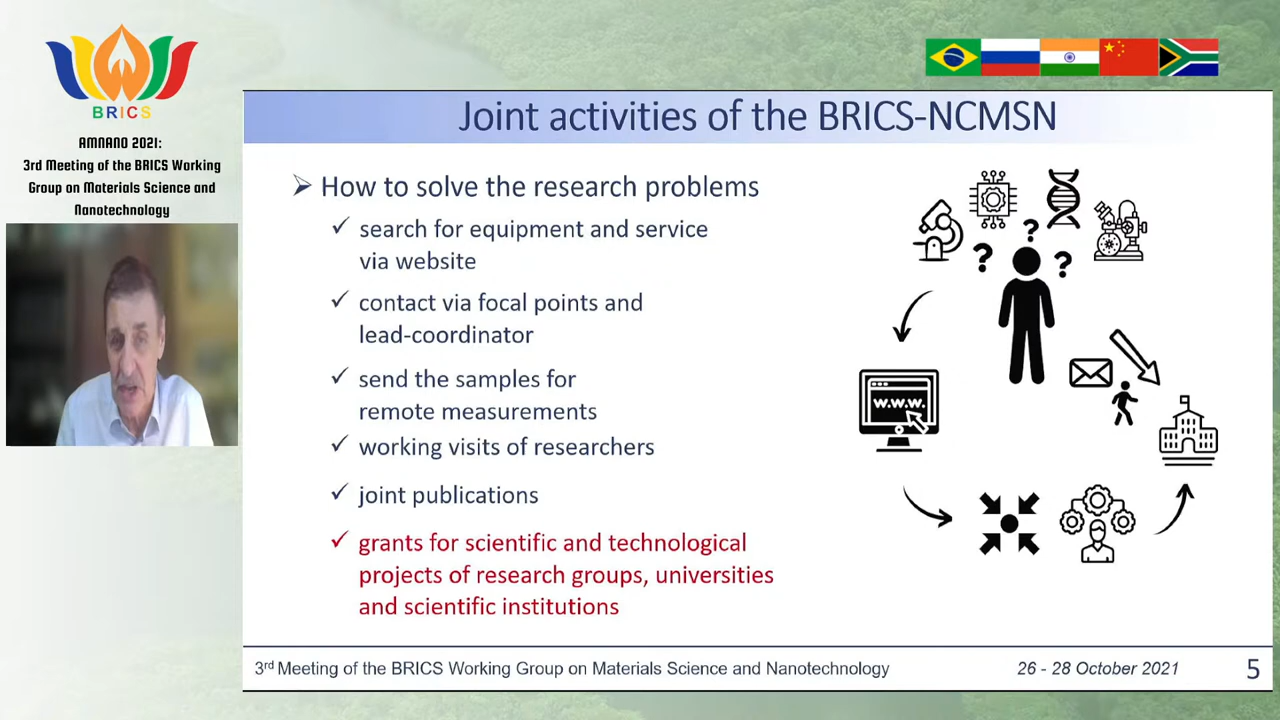 BRICS
AMNANO 2021:
3rd Meeting of the BRICS Working
Group on Materials Science and
Nanotechnology
Joint activities of the BRICS-NCMSN
How to solve the research problems
search for equipment and service
via website
contact via focal points and
lead-coordinator
send the samples for
remote measurements
working visits of researchers
joint publications
grants for scientific and technological
projects of research groups, universities
and scientific institutions
? ? ?
w.w.w.
3rd Meeting of the BRICS Working Group on Materials Science and Nanotechnology
26 - 28 October 2021
5